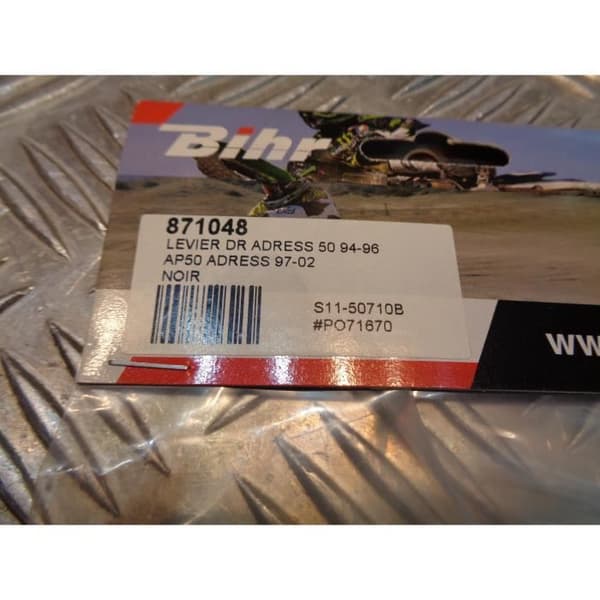 Bihr
871048
LEVIER DR ADRESS 50 94-96
AP50 ADRESS 97-02
NOIR
S11-50710B
#PO71670
WW